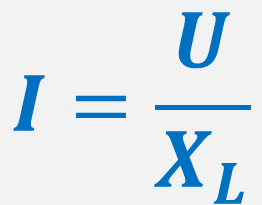 I = U / X_L